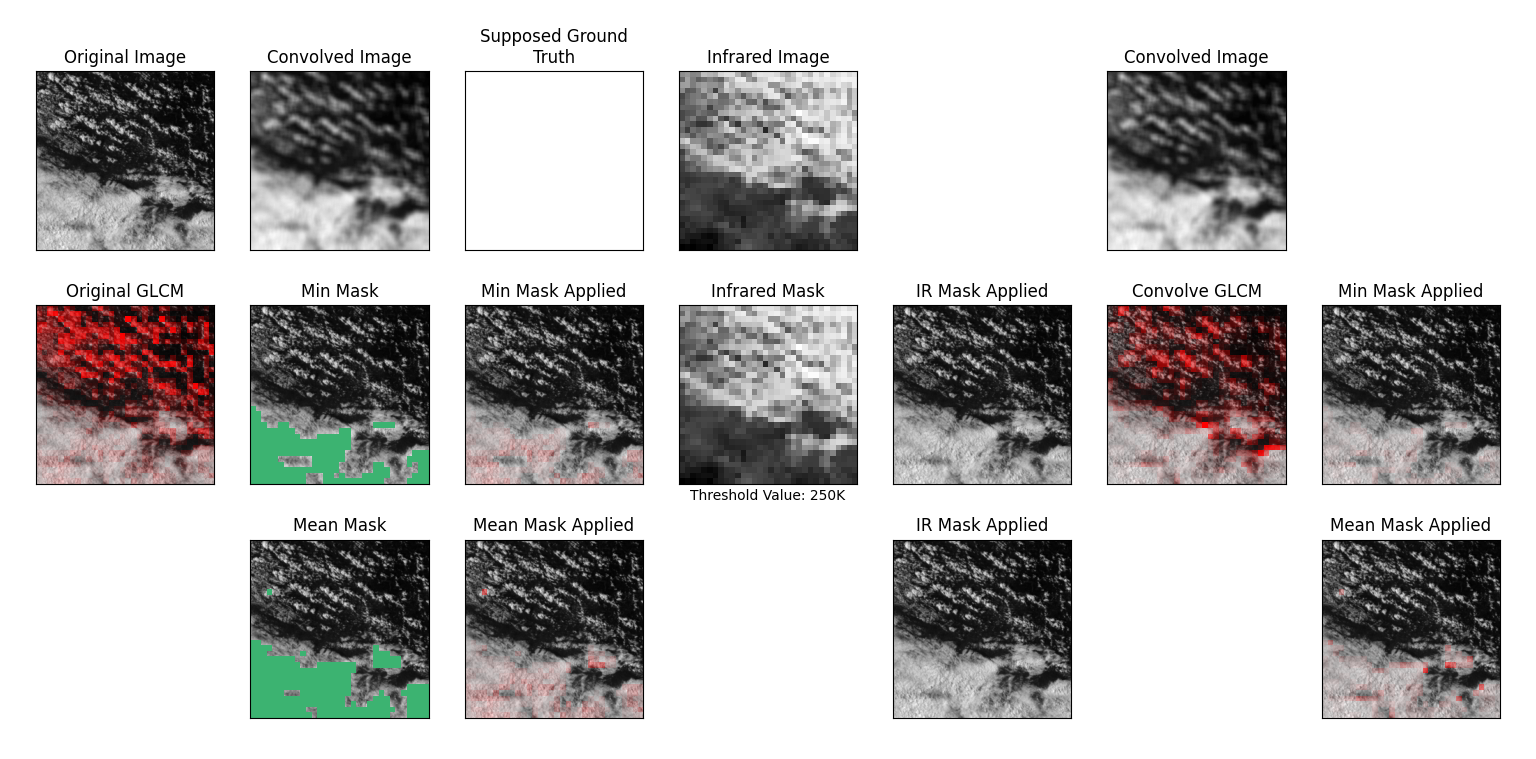 Original Image
Convolved Image
Supposed Ground
Truth
Infrared Image
Convolved Image
Original GLCM
Min Mask
Min Mask Applied
Infrared Mask
IR Mask Applied
Convolve GLCM
Min Mask Applied
Threshold Value: 250K
Mean Mask
Mean Mask Applied
IR Mask Applied
Mean Mask Applied